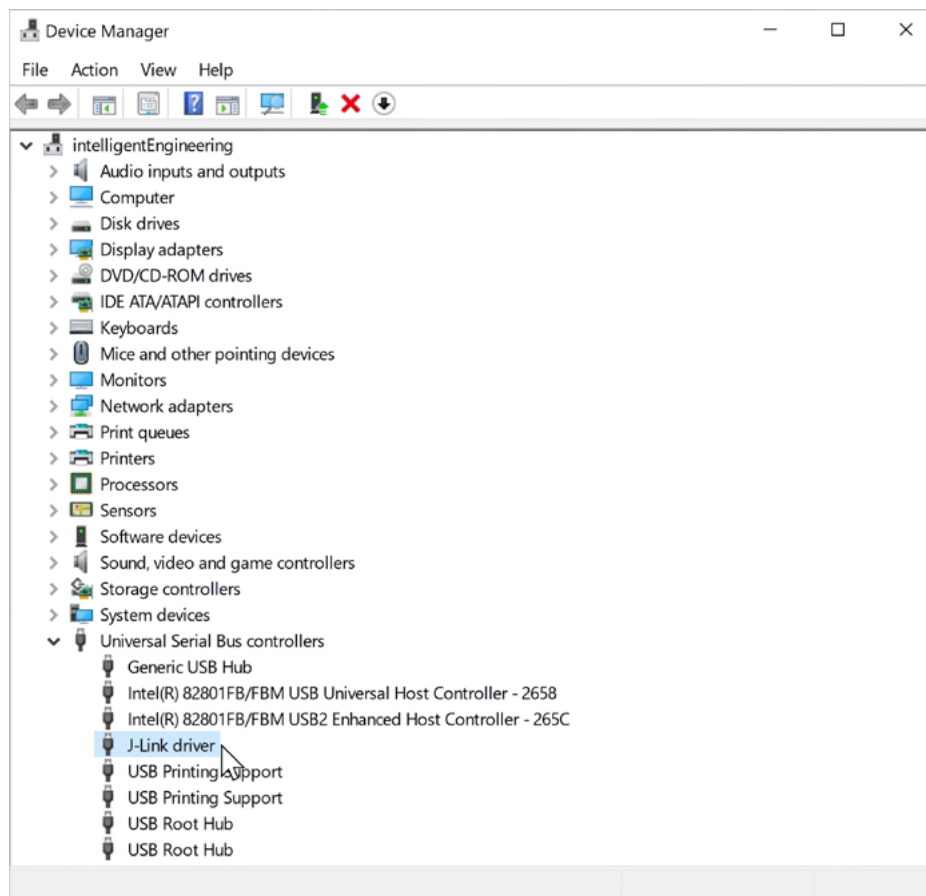 Device Manager
File Action View Help
intelligentEngineering
Audio inputs and outputs
Computer
Disk drives
Display adapters
DVD/CD-ROM drives
IDE ATA/ATAPI controllers
Keyboards
Mice and other pointing devices
Monitors
Network adapters
Print queues
Printers
Processors
Sensors
Software devices
Sound, video and game controllers
Storage controllers
System devices
Universal Serial Bus controllers
Generic USB Hub
Intel(R) 82801FB/FBM USB Universal Host Controller - 2658
Intel(R) 82801FB/FBM USB2 Enhanced Host Controller - 265C
J-Link driver
USB Printing Support
USB Printing Support
USB Root Hub
USB Root Hub